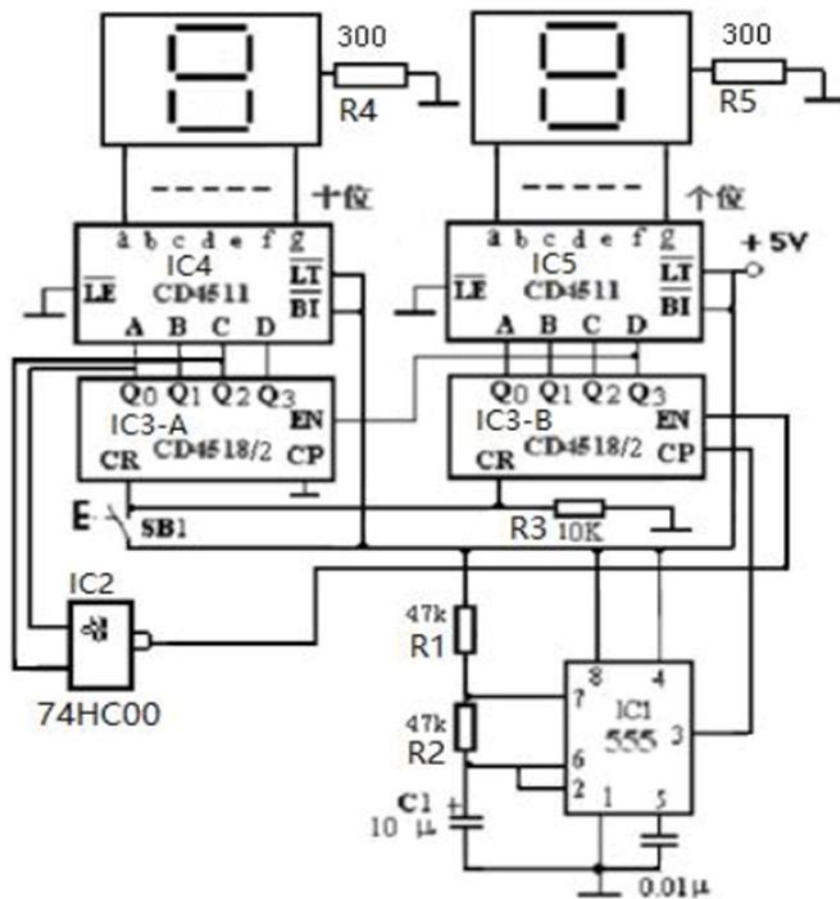 300
R4
300
R5
十位
个位
a b c d e f g
IC4
LE
CD4511
LT
BI
A B C D
a b c d e f g
IC5
LE
CD4511
LT
BI
A B C D
+ 5V
Q0 Q1 Q2 Q3
IC3-A
EN
CD4518/2
CR
CP
Q0 Q1 Q2 Q3
IC3-B
EN
CD4518/2
CR
CP
E
SB1
R3 10K
IC2
74HC00
47k
R1
47k
R2
C1 +
10 μ
8 4
7
IC1
555
3
6
2
1 5
0.01μ